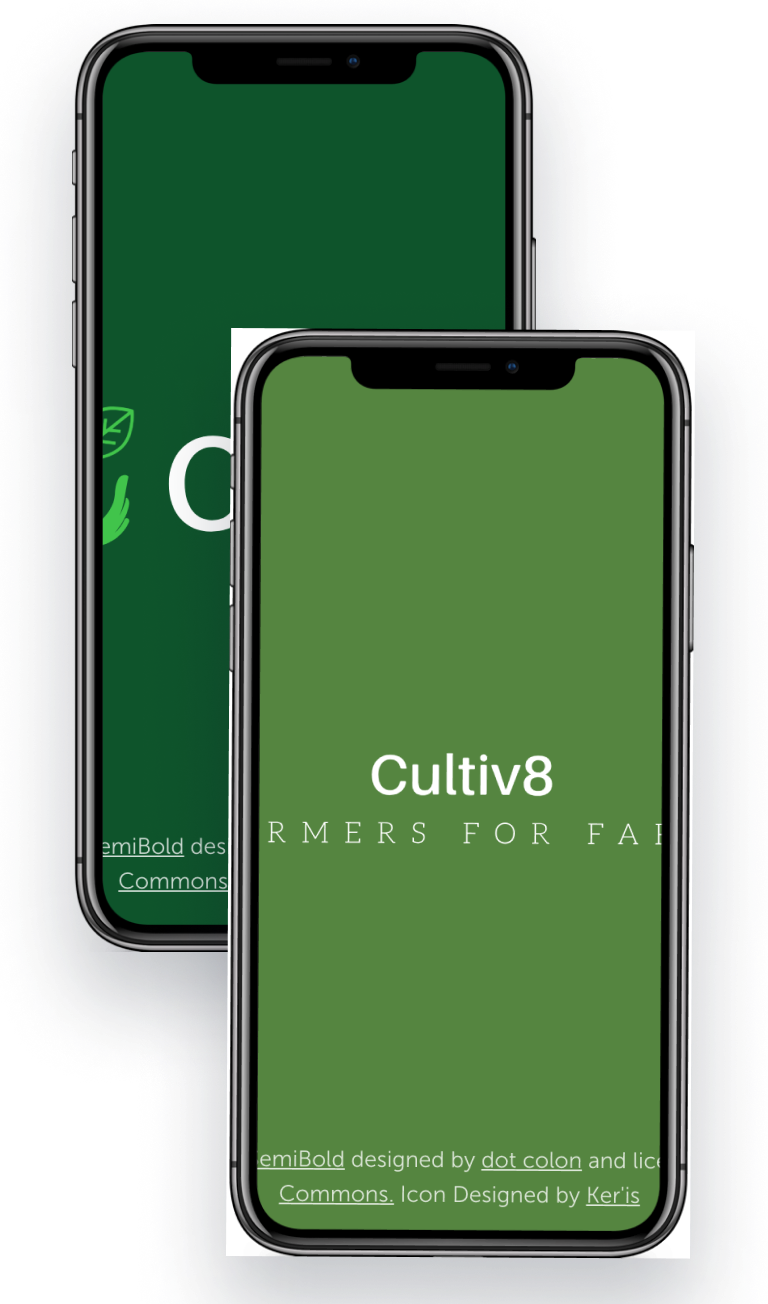 C
emiBold des
Commons
Cultiv8
RMERS FOR FA
emiBold designed by dot colon and lic
Commons. Icon Designed by Ker'is